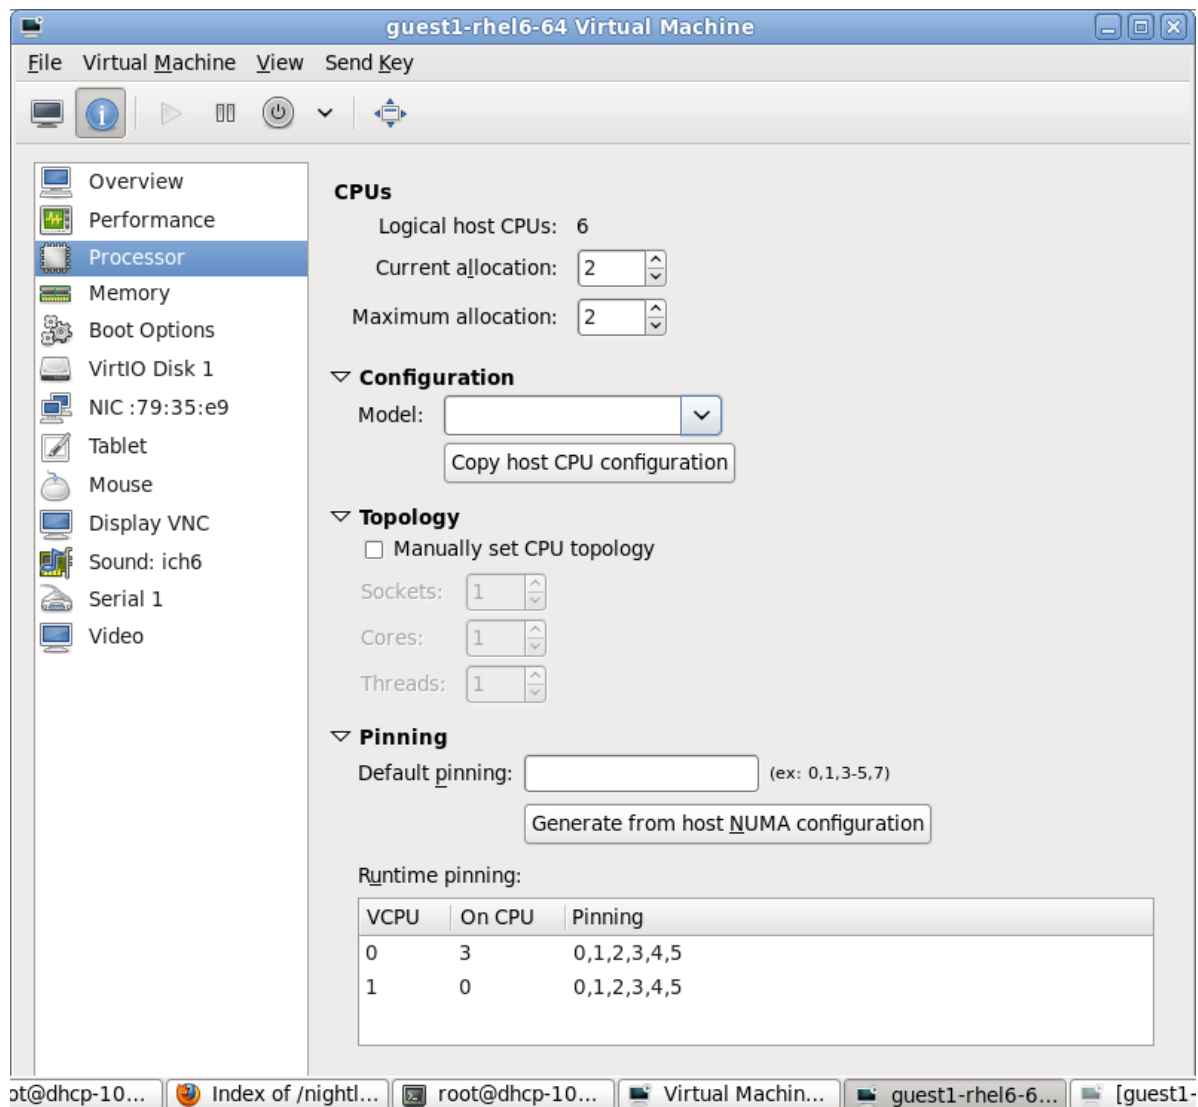 guest1-rhel6-64 Virtual Machine
File Virtual Machine View Send Key
Overview
Performance
Processor
Memory
Boot Options
VirtIO Disk 1
NIC :79:35:e9
Tablet
Mouse
Display VNC
Sound: ich6
Serial 1
Video
CPUs
Logical host CPUs: 6
Current allocation: 2
Maximum allocation: 2
Configuration
Model:
Copy host CPU configuration
Topology
Manually set CPU topology
Sockets: 1
Cores: 1
Threads: 1
Pinning
Default pinning: (ex: 0,1,3-5,7)
Generate from host NUMA configuration
Runtime pinning:
VCPU On CPU Pinning
0 3 0,1,2,3,4,5
1 0 0,1,2,3,4,5
ot@dhcp-10... Index of /nightl... root@dhcp-10... Virtual Machin... guest1-rhel6-6... [guest1-